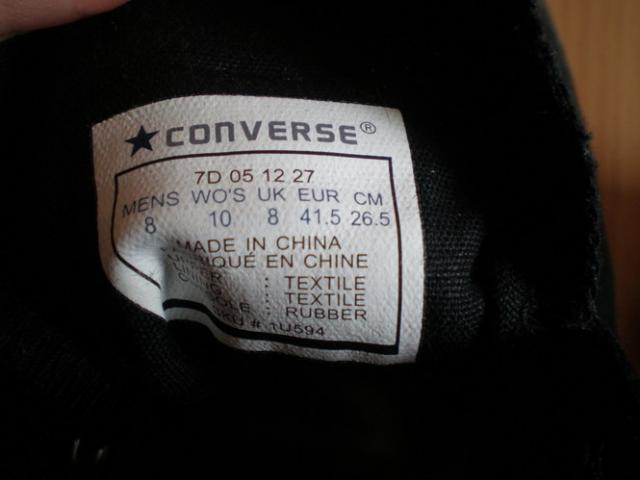 CONVERSE®
7D 05 12 27
MENS WO'S UK EUR CM
8 10 8 41.5 26.5
MADE IN CHINA
EN CHINE
: TEXTILE
: TEXTILE
: RUBBER
# 1U594